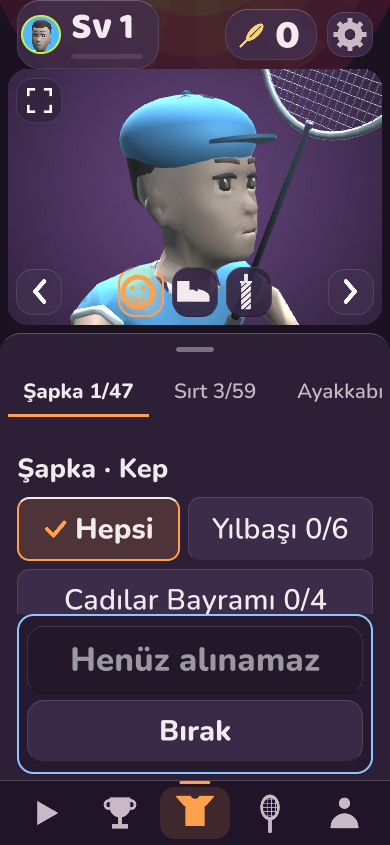 Sv 1
0
Şapka 1/47
Sırt 3/59
Ayakkabı
Şapka · Kep
Hepsi
Yılbaşı 0/6
Cadılar Bayramı 0/4
Henüz alınamaz
Bırak